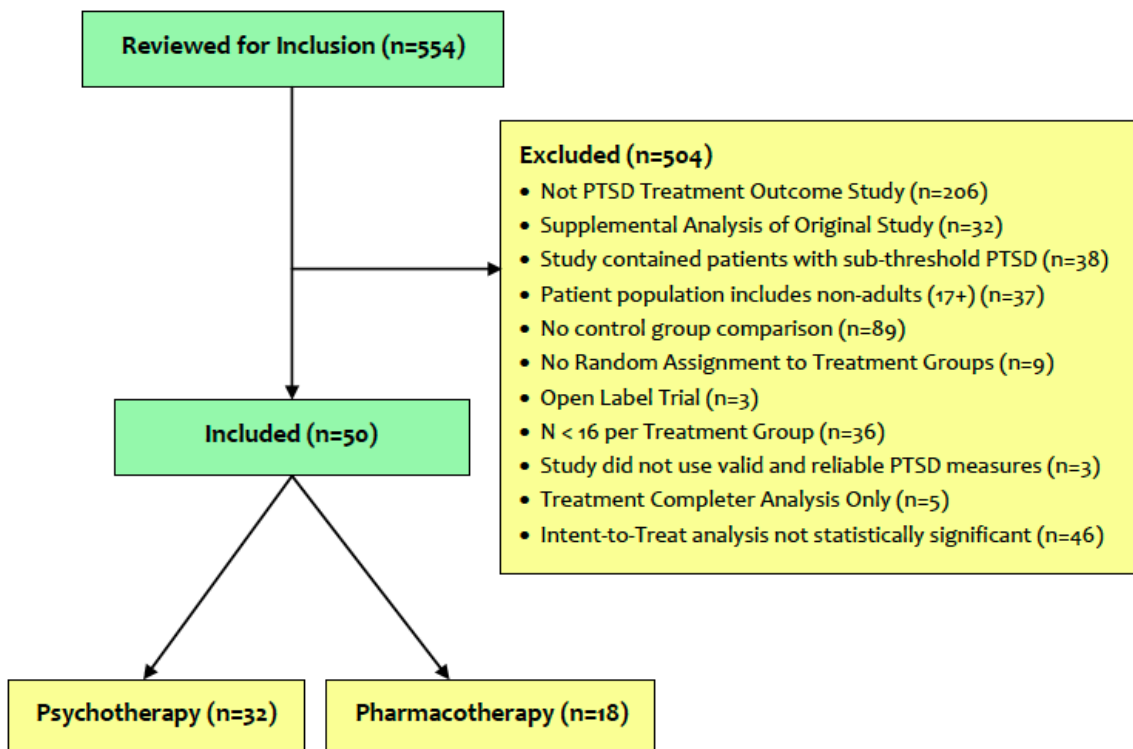 Reviewed for Inclusion (n=554)
Excluded (n=504)
• Not PTSD Treatment Outcome Study (n=206)
• Supplemental Analysis of Original Study (n=32)
• Study contained patients with sub-threshold PTSD (n=38)
• Patient population includes non-adults (17+) (n=37)
• No control group comparison (n=89)
• No Random Assignment to Treatment Groups (n=9)
• Open Label Trial (n=3)
• N < 16 per Treatment Group (n=36)
• Study did not use valid and reliable PTSD measures (n=3)
• Treatment Completer Analysis Only (n=5)
• Intent-to-Treat analysis not statistically significant (n=46)
Included (n=50)
Psychotherapy (n=32)
Pharmacotherapy (n=18)